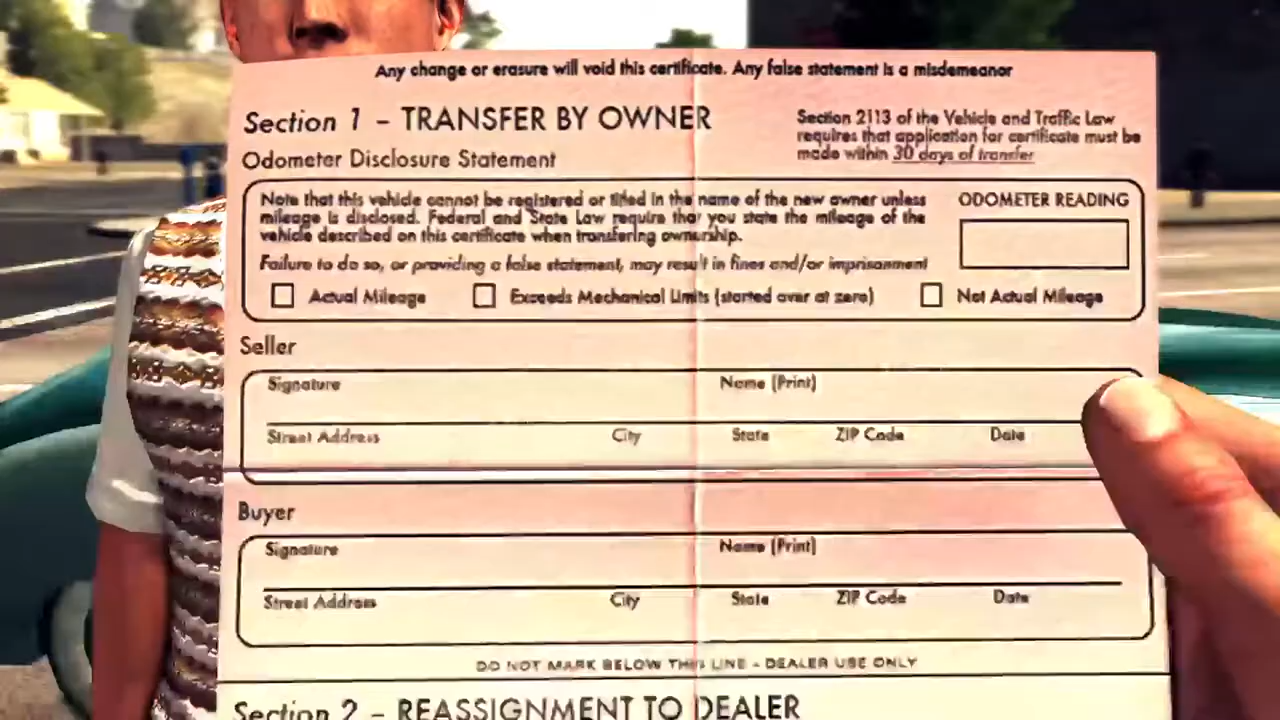 Any change or erasure will void this certificate. Any false statement is a misdemeanor
Section 1 – TRANSFER BY OWNER
Section 2113 of the Vehicle and Traffic Law
requires that application for certificate must be
made within 30 days of transfer
Odometer Disclosure Statement
Note that this vehicle cannot be registered or titled in the name of the new owner unless
mileage is disclosed. Federal and State Law require that you state the mileage of the
vehicle described on this certificate when transfering ownership.
Failure to do so, or providing a false statement, may result in fines and/or imprisonment
ODOMETER READING
Actual Mileage
Exceeds Mechanical Limits (started over at zero)
Not Actual Mileage
Seller
Signature
Name (Print)
Street Address
City
State
ZIP Code
Date
Buyer
Signature
Name (Print)
Street Address
City
State
ZIP Code
Date
DO NOT MARK BELOW THIS LINE - DEALER USE ONLY
Section 2 – REASSIGNMENT TO DEALER